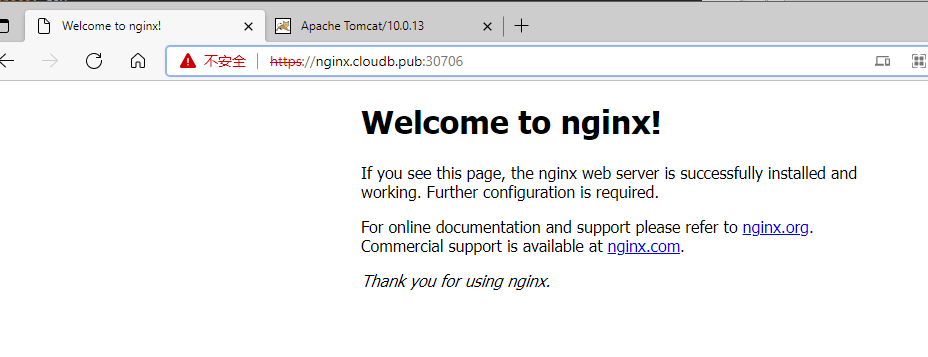 Welcome to nginx!
Apache Tomcat/10.0.13
不安全 https://nginx.cloudb.pub:30706
Welcome to nginx!
If you see this page, the nginx web server is successfully installed and
working. Further configuration is required.
For online documentation and support please refer to nginx.org.
Commercial support is available at nginx.com.
Thank you for using nginx.